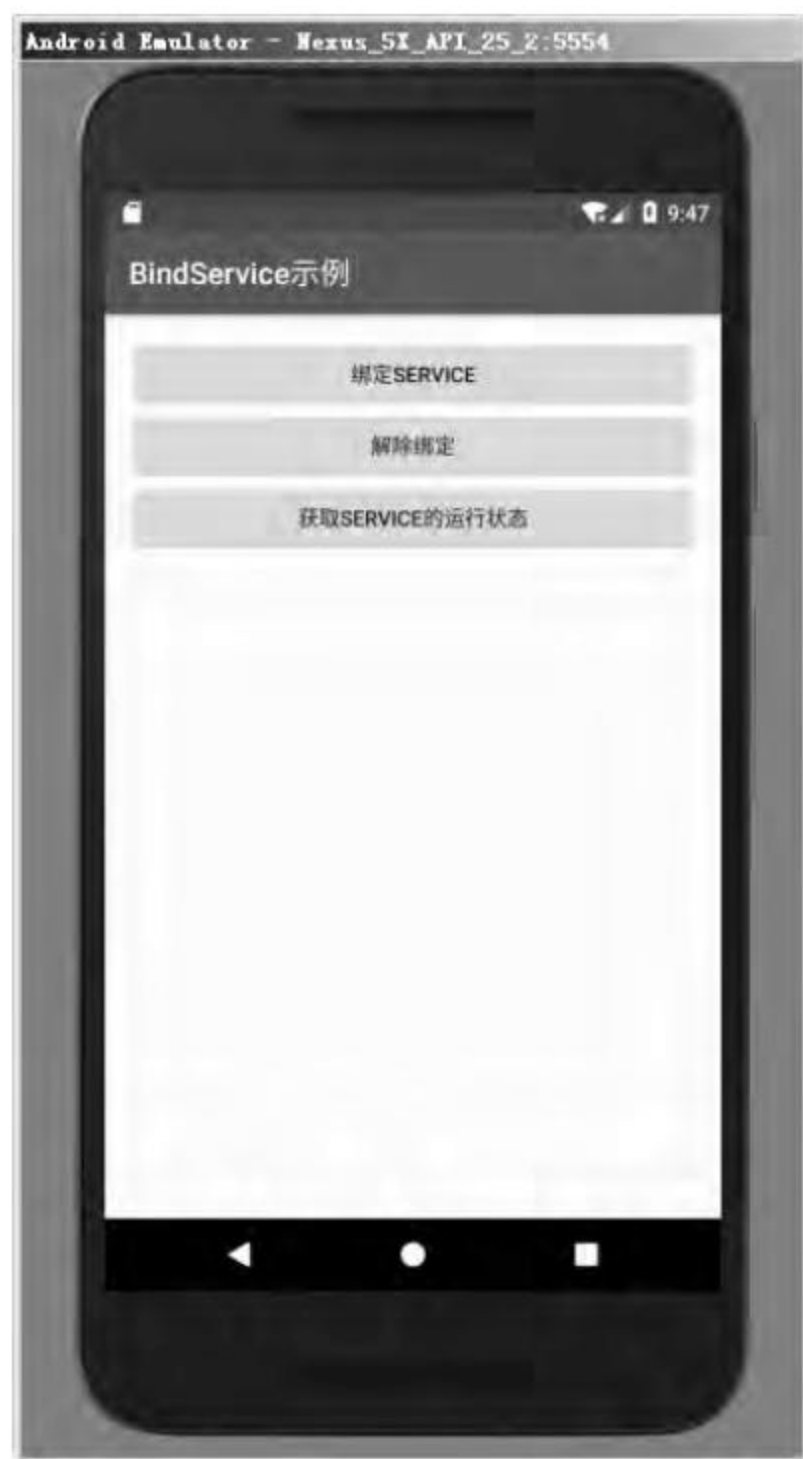 Android Emulator - Nexus_5X_API_25_2:5554
9:47
BindService示例
绑定SERVICE
解除绑定
获取SERVICE的运行状态